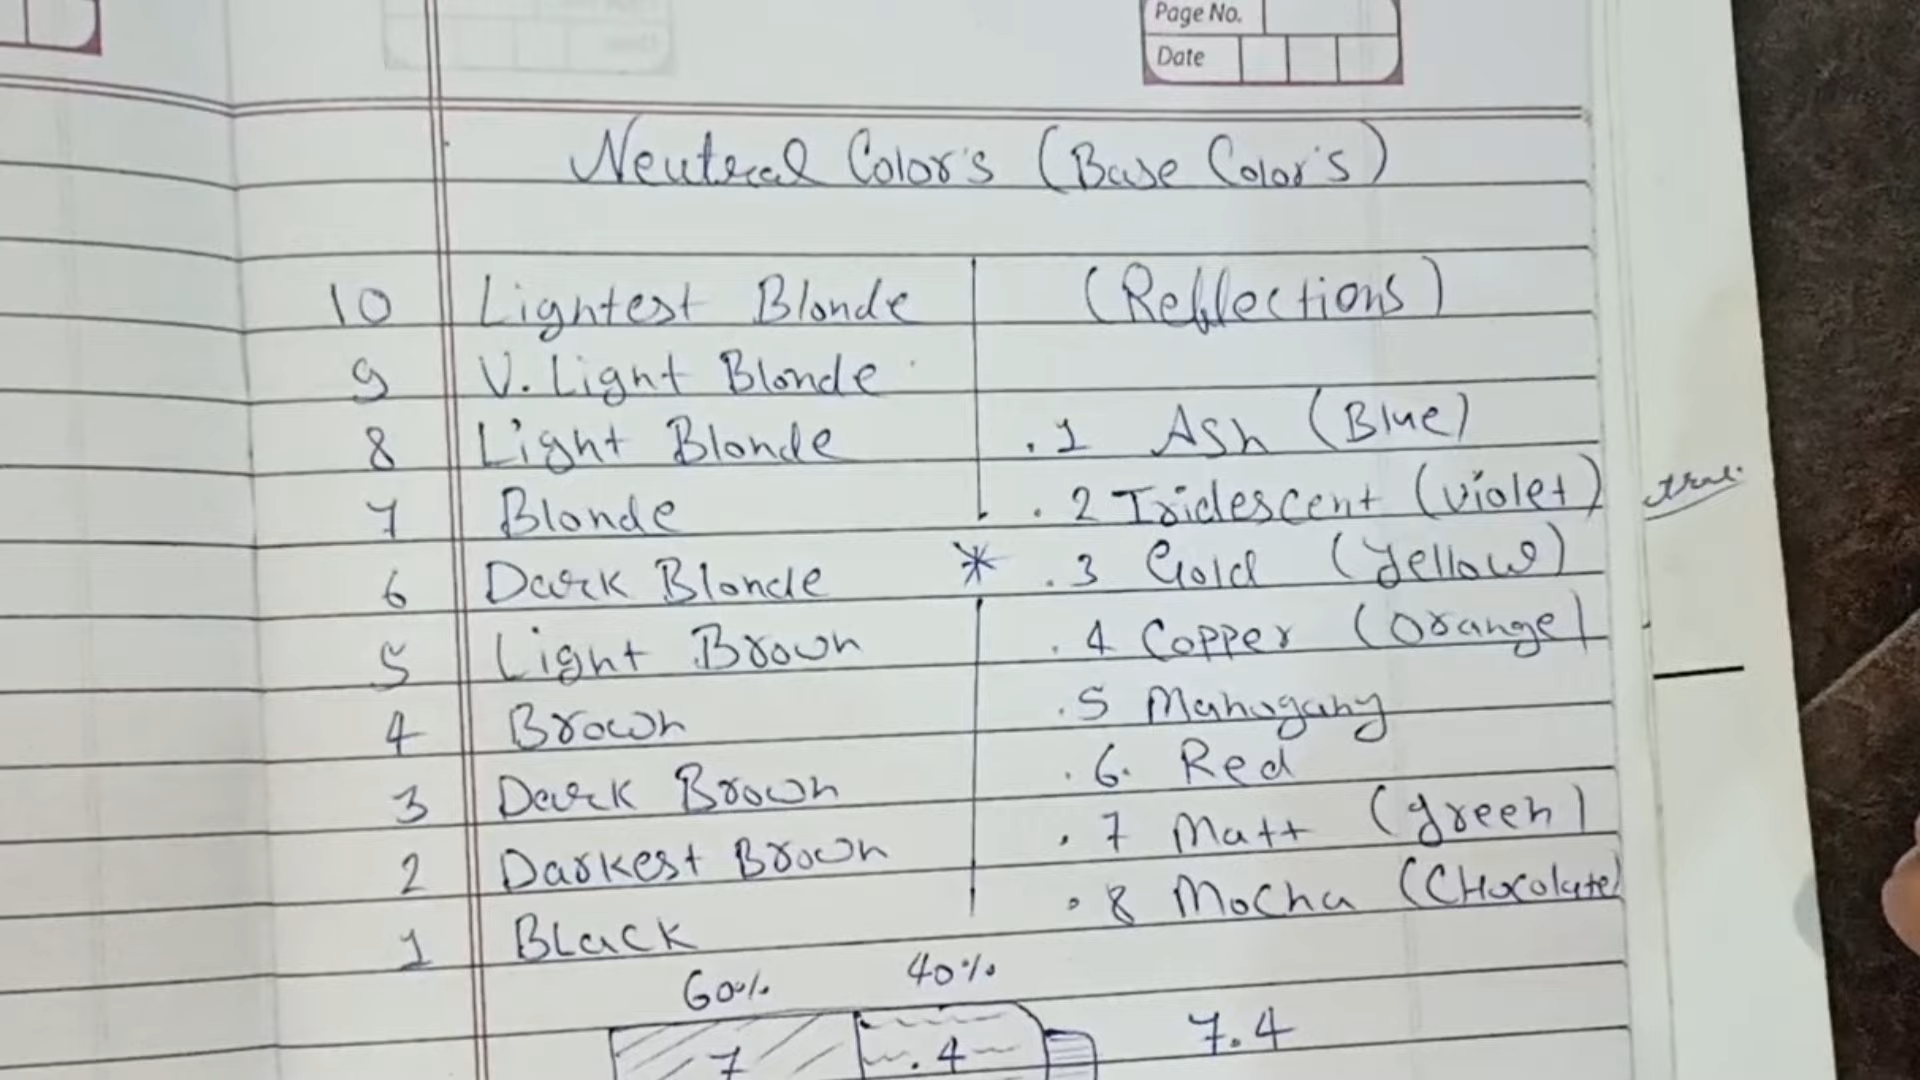 Page No.
Date
Neutral Color's (Base Color's)
10 Lightest Blonde (Reflections)
9 V. Light Blonde
8 Light Blonde .1 Ash (Blue)
7 Blonde .2 Iridescent (violet)
6 Dark Blonde * .3 Gold (yellow)
5 Light Brown .4 Copper (Orange)
4 Brown .5 Mahogany
3 Dark Brown .6. Red
2 Darkest Brown .7 Matt (green)
1 Black .8 Mocha (CHocolate)
60% 40%
7 .4 7.4